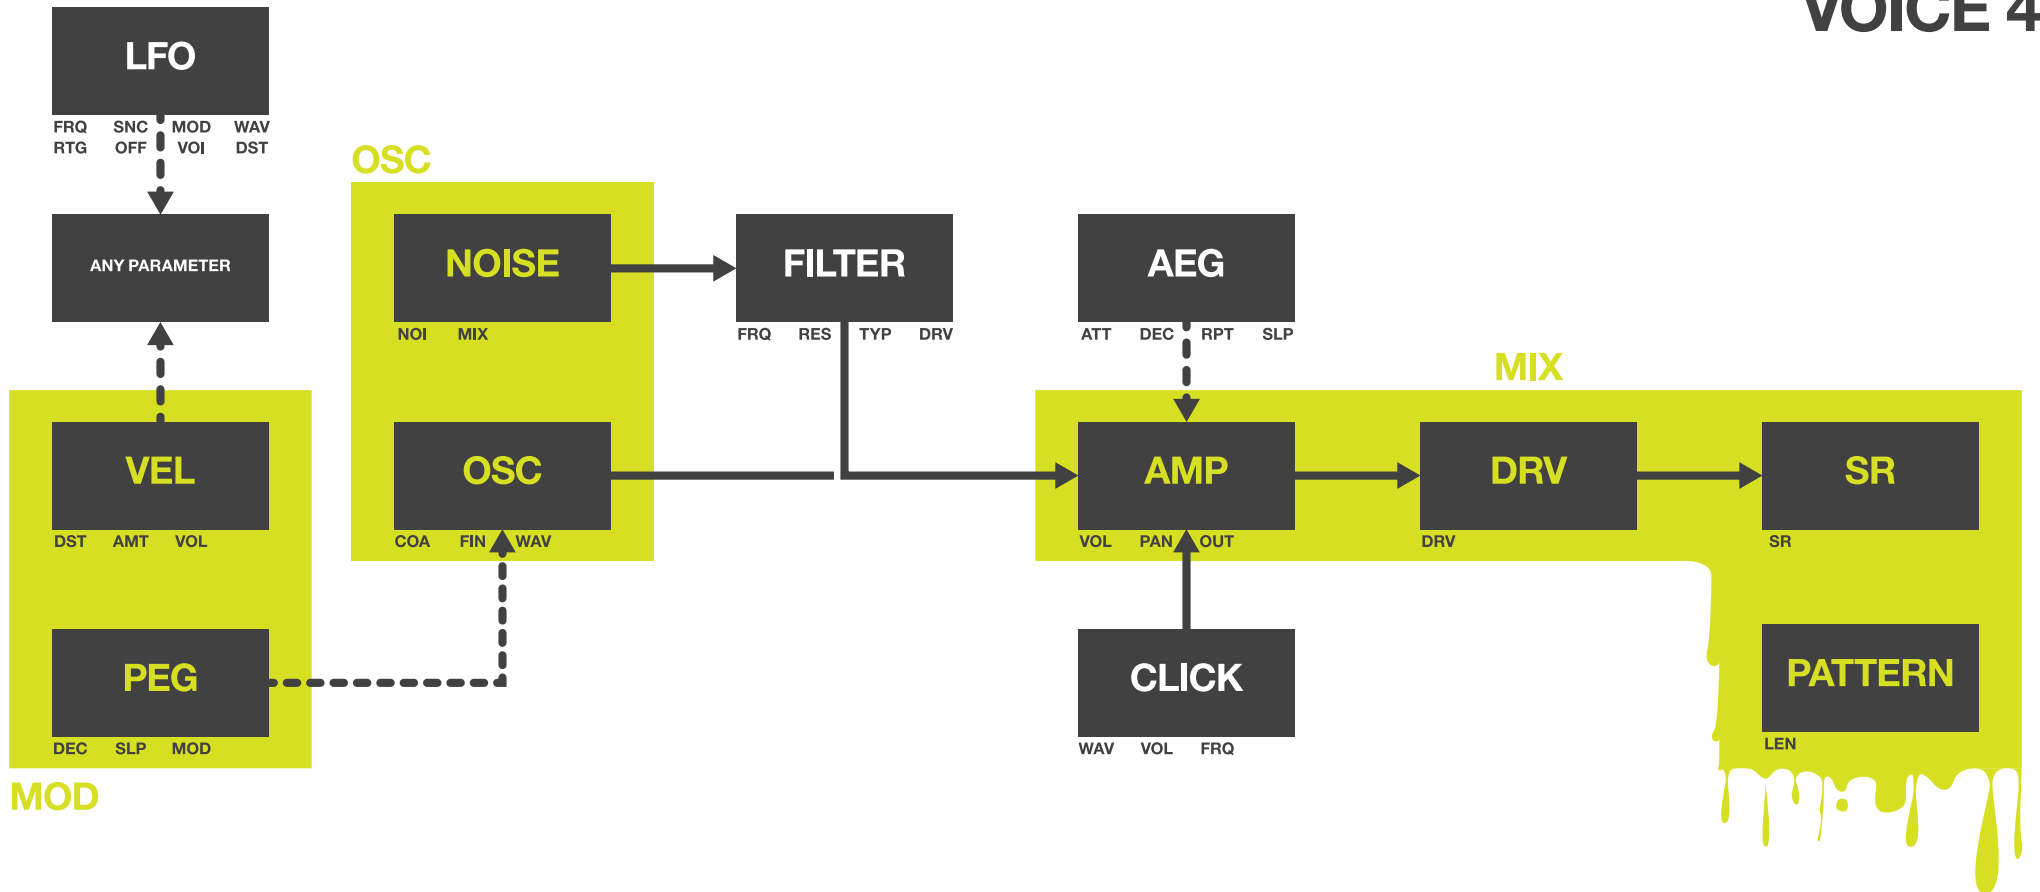 VOICE 4
LFO
FRQ SNC MOD WAV
RTG OFF VOI DST
ANY PARAMETER
OSC
NOISE
NOI MIX
FILTER
FRQ RES TYP DRV
AEG
ATT DEC RPT SLP
MIX
VEL
DST AMT VOL
OSC
COA FIN WAV
AMP
VOL PAN OUT
DRV
DRV
SR
SR
PEG
DEC SLP MOD
MOD
CLICK
WAV VOL FRQ
PATTERN
LEN